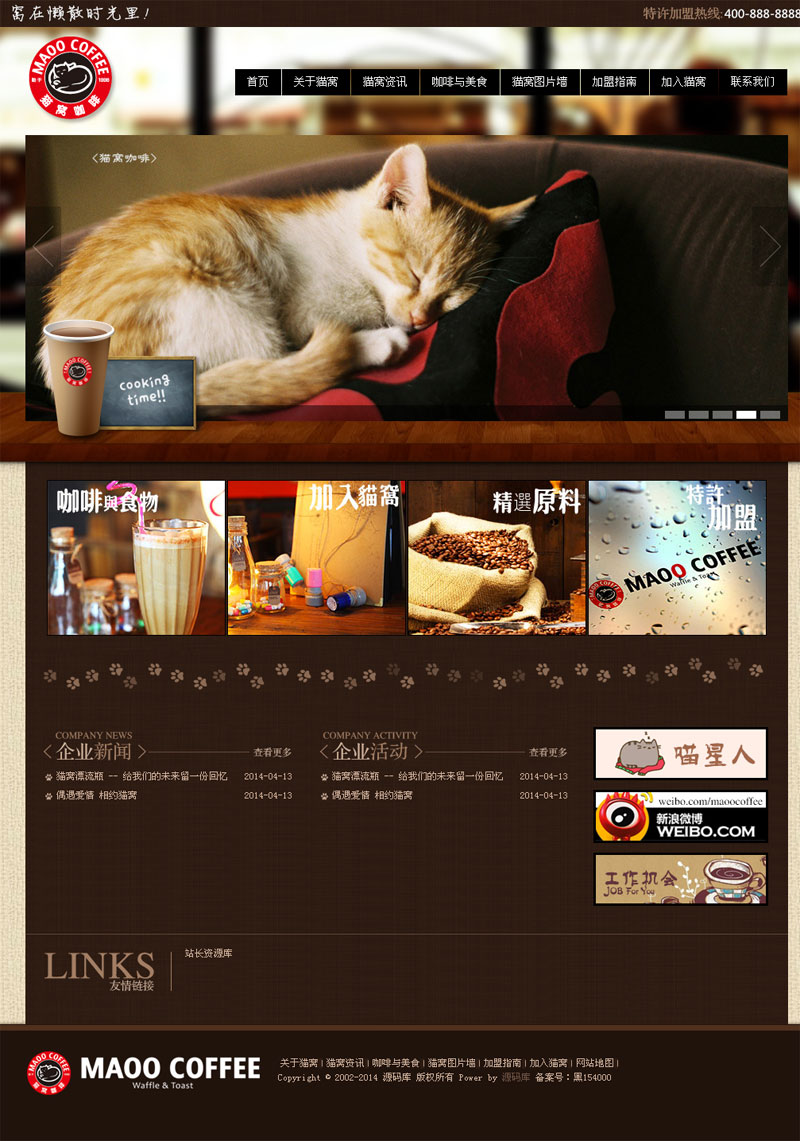 窩在懒散时光里！
特许加盟热线:400-888-8888
MAOO COFFEE
猫窝咖啡
首页 关于猫窝 猫窝资讯 咖啡与美食 猫窝图片墙 加盟指南 加入猫窝 联系我们
<猫窝咖啡>
MAOO COFFEE
cooking
time!!
咖啡與食物
加入貓窩
精選原料
特許
加盟
MAOO COFFEE
Waffle & Toast
COMPANY NEWS
企业新闻
查看更多
猫窝漂流瓶 -- 给我们的未来留一份回忆 2014-04-13
偶遇爱情 相约猫窝 2014-04-13
COMPANY ACTIVITY
企业活动
查看更多
猫窝漂流瓶 -- 给我们的未来留一份回忆 2014-04-13
偶遇爱情 相约猫窝 2014-04-13
喵星人
weibo.com/maoocoffee
新浪微博
WEIBO.COM
工作机会
JOB For You
LINKS
友情链接
站长资源库
MAOO COFFEE
猫窝咖啡
MAOO COFFEE
Waffle & Toast
关于猫窝 | 猫窝资讯 | 咖啡与美食 | 猫窝图片墙 | 加盟指南 | 加入猫窝 | 网站地图 |
Copyright © 2002-2014 源码库 版权所有 Power by 源码库 备案号：黑154000